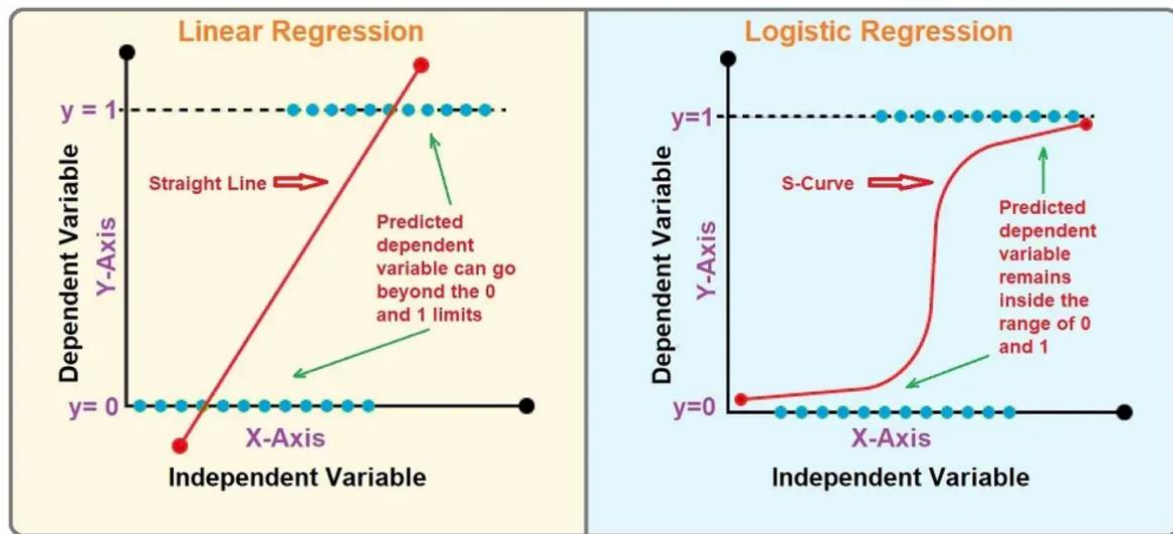 Linear Regression
y = 1
Straight Line
Predicted
dependent
variable can go
beyond the 0
and 1 limits
Dependent Variable
Y-Axis
y= 0
X-Axis
Independent Variable
Logistic Regression
y=1
S-Curve
Predicted
dependent
variable
remains
inside the
range of 0
and 1
Dependent Variable
Y-Axis
y=0
X-Axis
Independent Variable